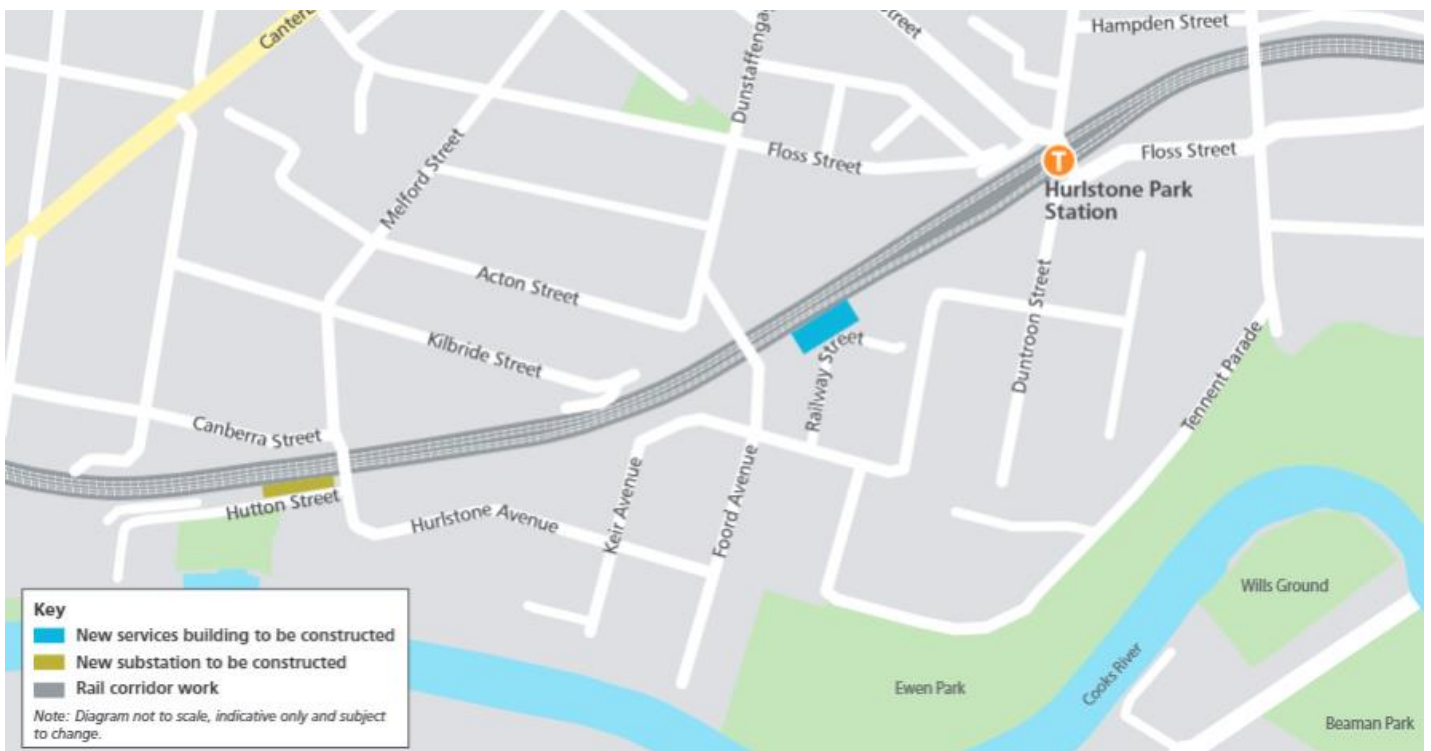 Canterb
Street
Hampden Street
Dunstaffenag
Melford Street
Floss Street
T
Floss Street
Hurlstone Park
Station
Acton Street
Kilbride Street
Railway Street
Duntroon Street
Tennent Parade
Canberra Street
Hutton Street
Hurlstone Avenue
Keir Avenue
Foord Avenue
Wills Ground
Cooks River
Ewen Park
Beaman Park
Key
New services building to be constructed
New substation to be constructed
Rail corridor work
Note: Diagram not to scale, indicative only and subject
to change.